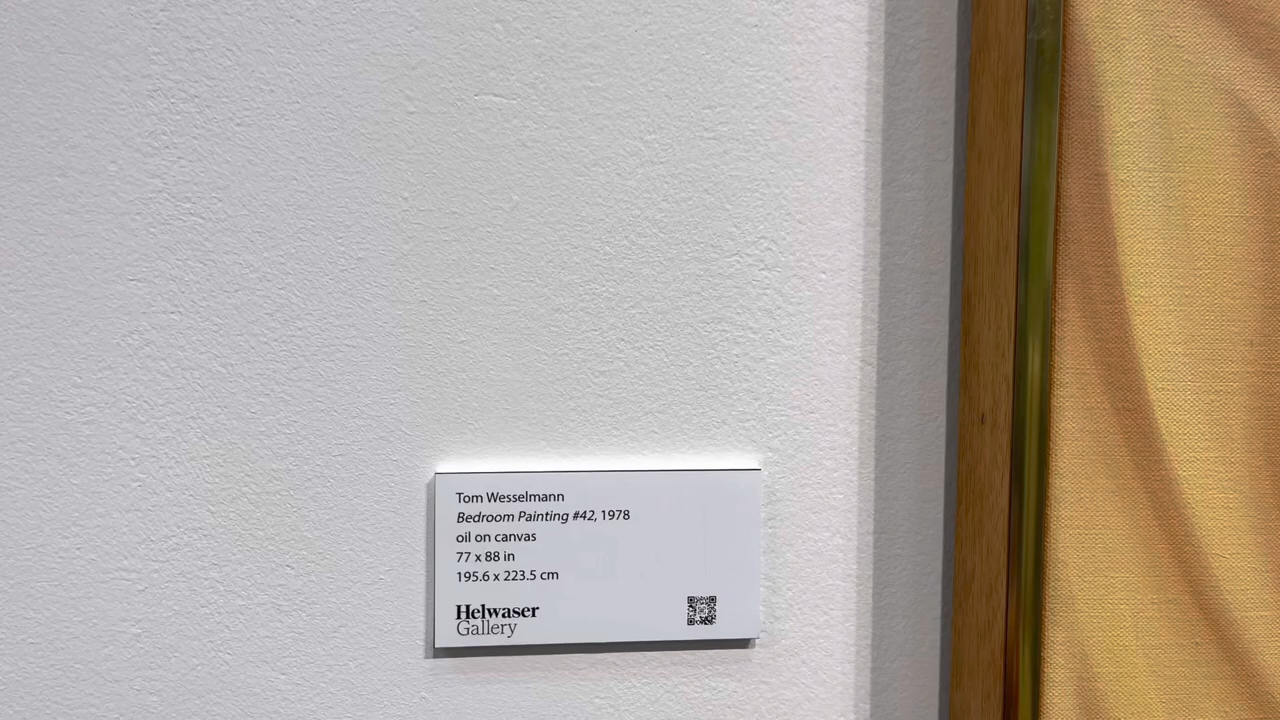 Tom Wesselmann
Bedroom Painting #42, 1978
oil on canvas
77 x 88 in
195.6 x 223.5 cm
Helwaser
Gallery